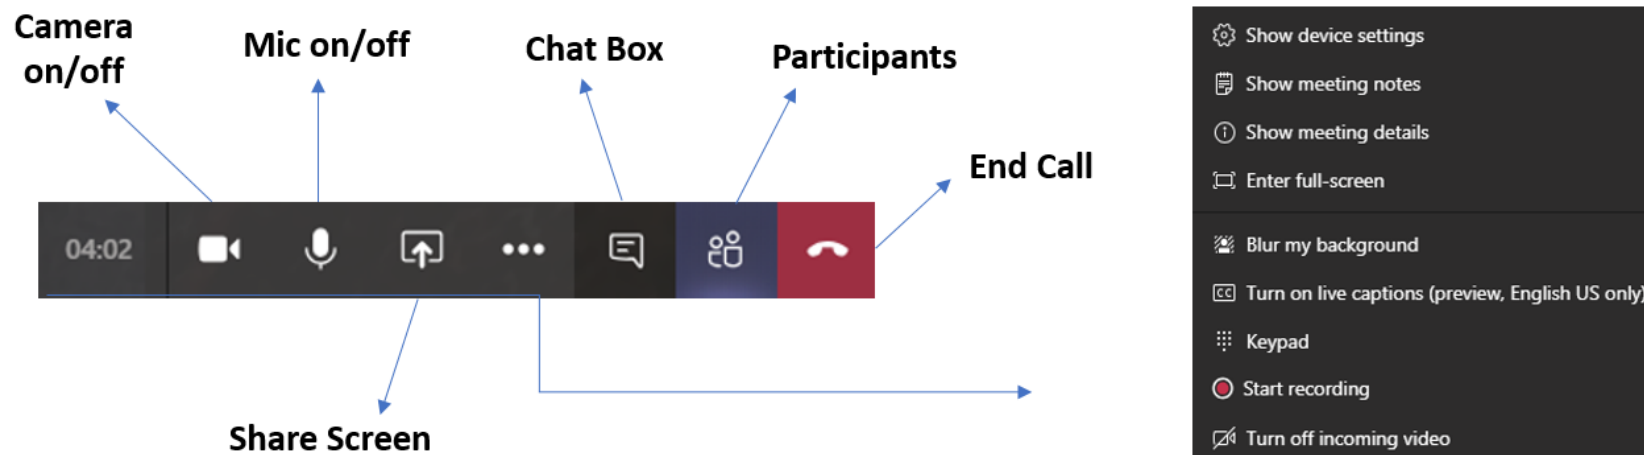 Camera
on/off
Mic on/off
Chat Box
Participants
End Call
04:02
Share Screen
Show device settings
Show meeting notes
Show meeting details
Enter full-screen
Blur my background
CC Turn on live captions (preview, English US only)
Keypad
Start recording
Turn off incoming video